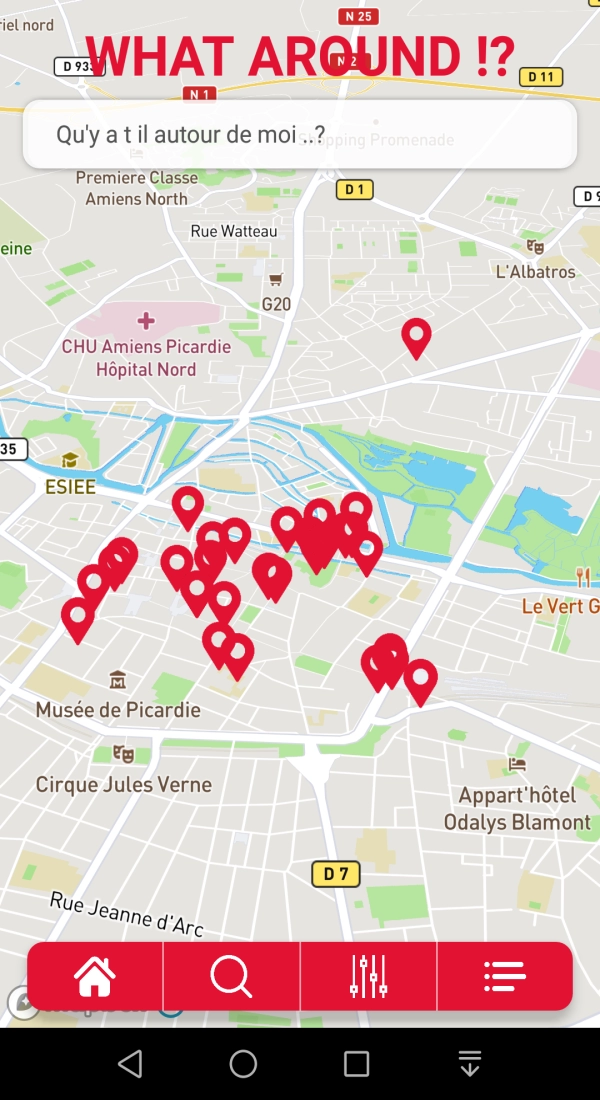 riel nord
N 25
WHAT AROUND !?
D 933
N 2
D 11
N 1
Qu'y a t il autour de moi ..?
Shopping Promenade
Premiere Classe
Amiens North
D 1
D 9
Rue Watteau
eine
L'Albatros
G20
CHU Amiens Picardie
Hôpital Nord
35
ESIEE
Le Vert G
Musée de Picardie
Cirque Jules Verne
Appart'hôtel
Odalys Blamont
D 7
Rue Jeanne d'Arc